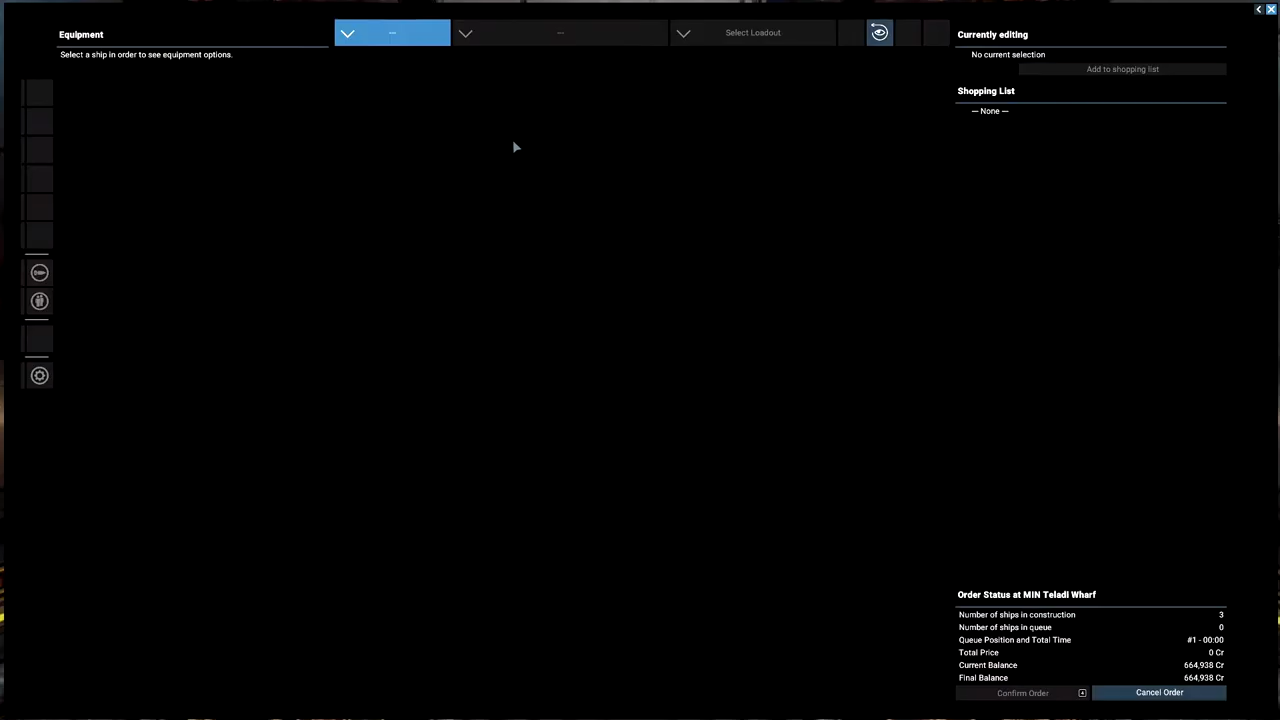 Equipment
Select a ship in order to see equipment options.
---
---
Select Loadout
Currently editing
No current selection
Add to shopping list
Shopping List
— None —
Order Status at MIN Teladi Wharf
Number of ships in construction 3
Number of ships in queue 0
Queue Position and Total Time #1 - 00:00
Total Price 0 Cr
Current Balance 664,938 Cr
Final Balance 664,938 Cr
Confirm Order
Cancel Order